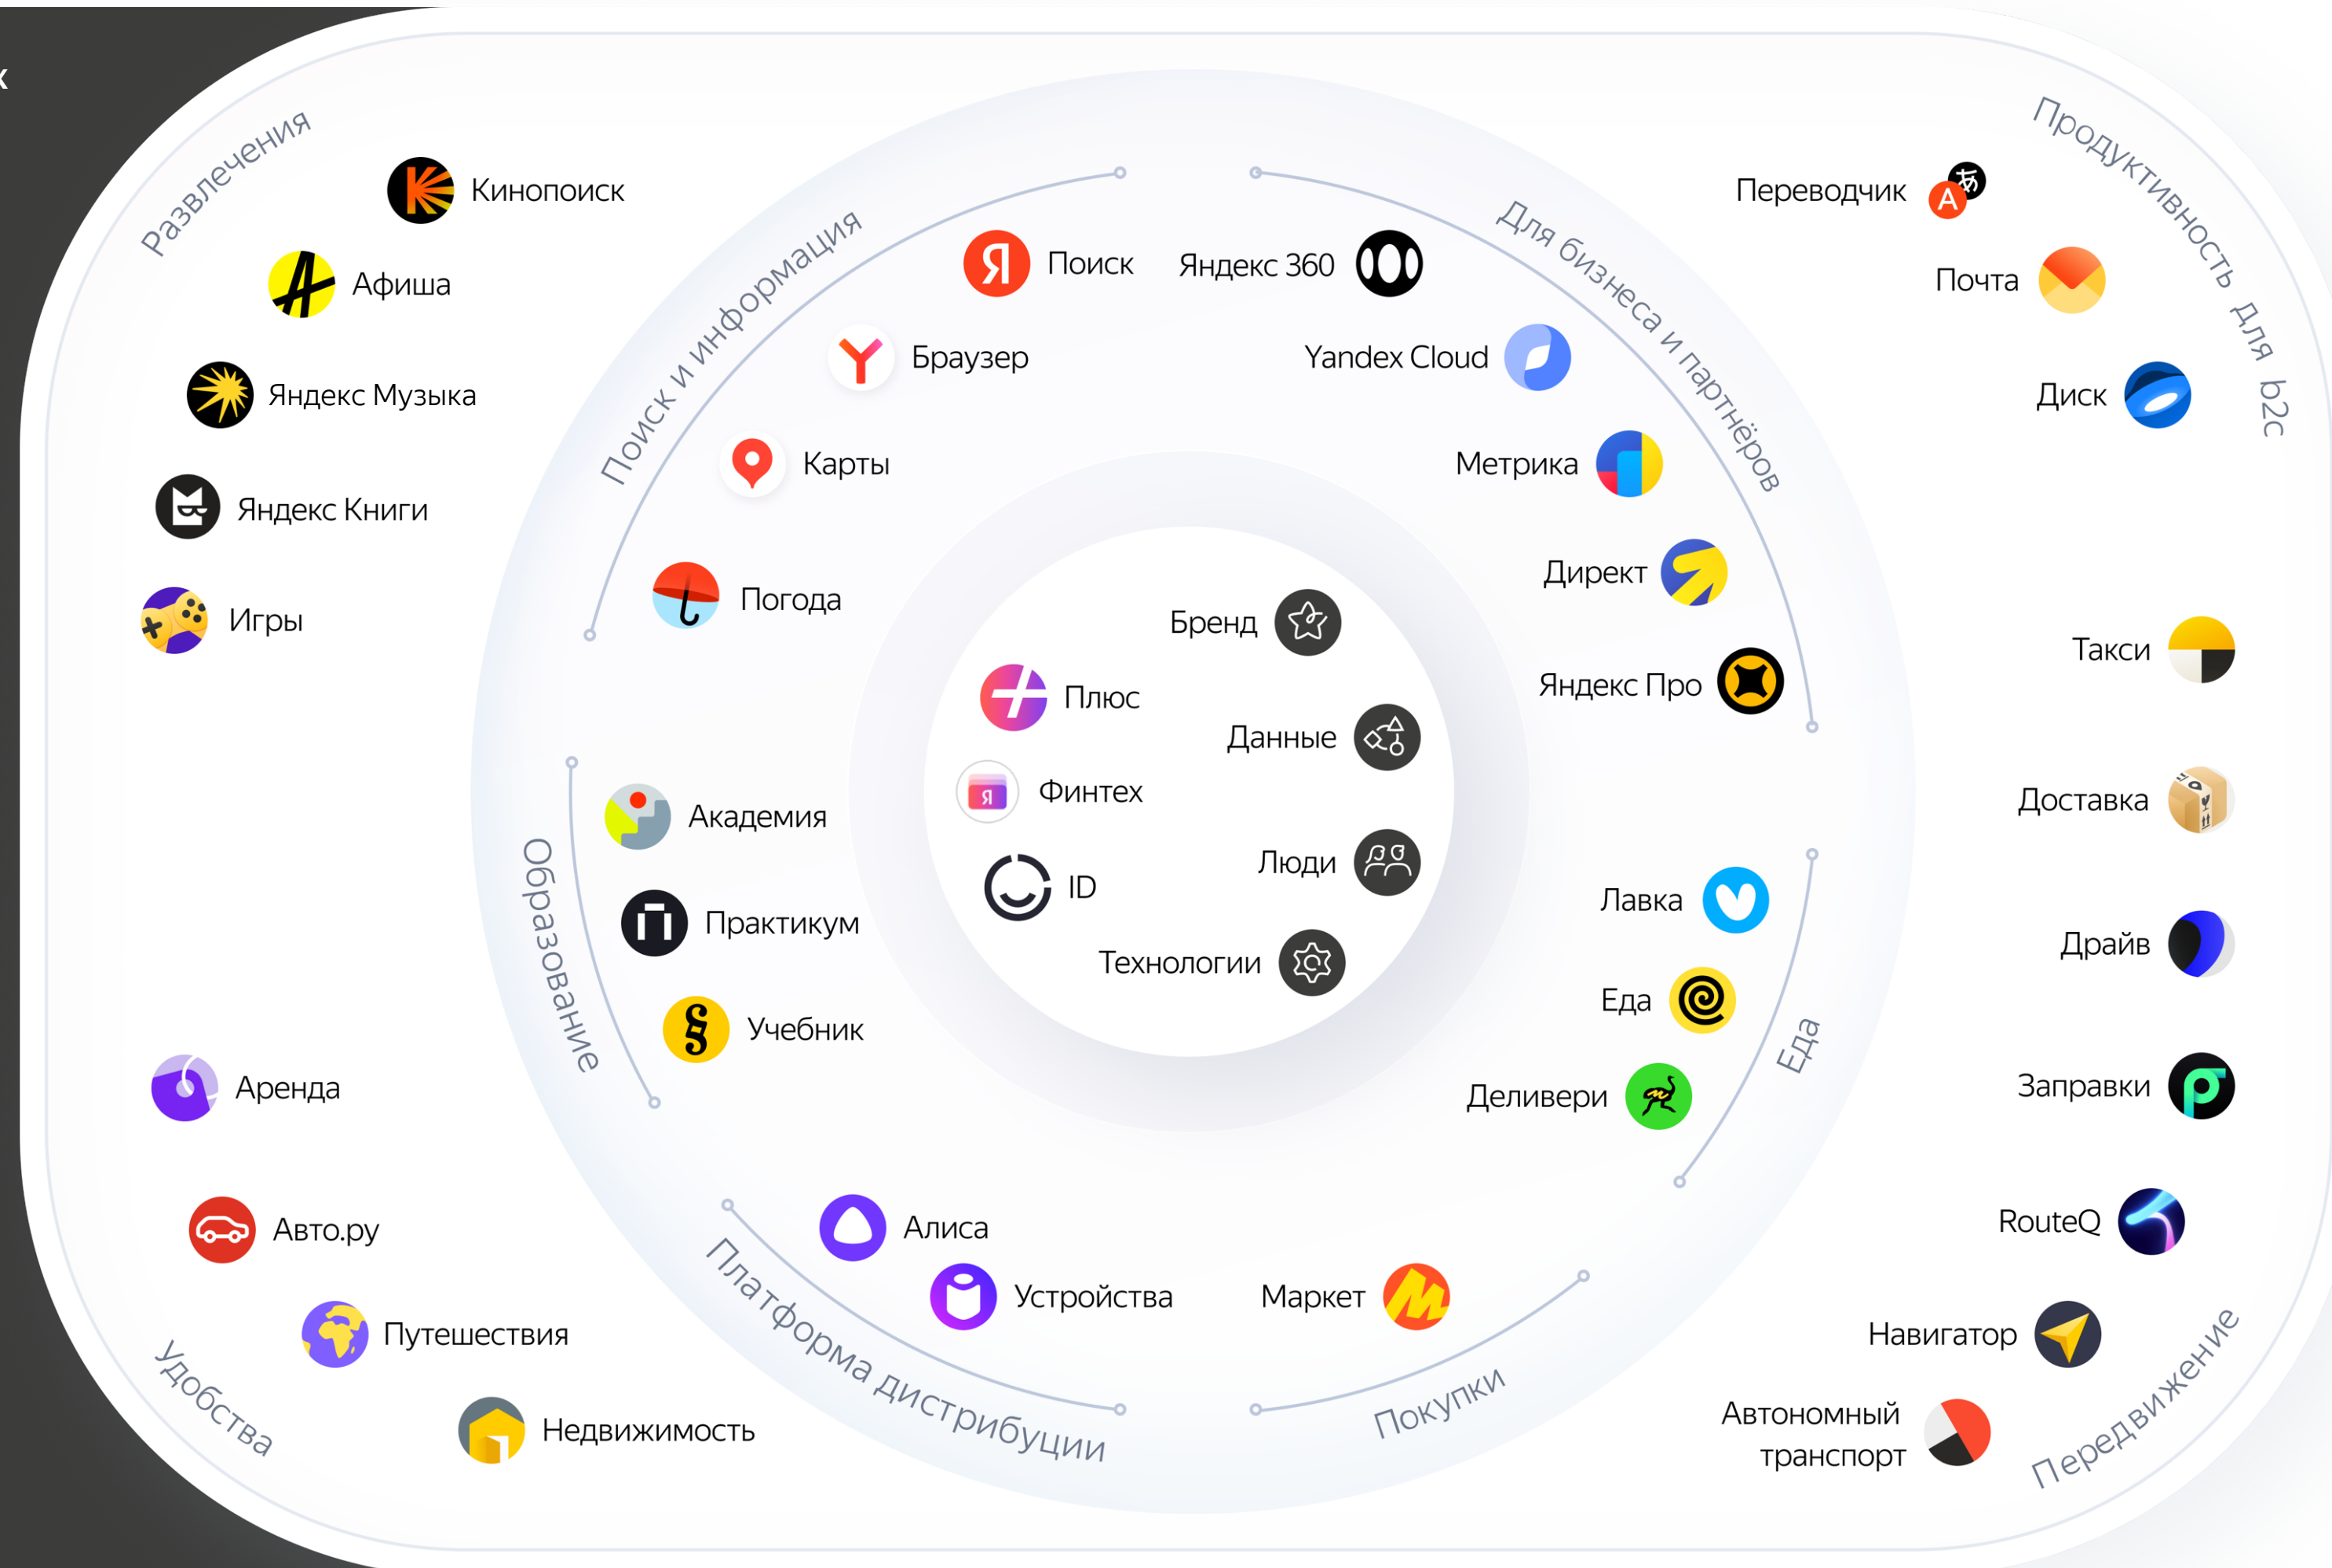 Развлечения
Кинопоиск
Афиша
Яндекс Музыка
Яндекс Книги
Игры
Поиск и информация
Поиск
Браузер
Карты
Погода
Для бизнеса и партнёров
Яндекс 360
Yandex Cloud
Метрика
Директ
Яндекс Про
Продуктивность для b2c
Переводчик
Почта
Диск
Бренд
Плюс
Данные
Финтех
Люди
ID
Технологии
Образование
Академия
Практикум
Учебник
Еда
Лавка
Еда
Деливери
Такси
Доставка
Драйв
Заправки
RouteQ
Навигатор
Автономный
транспорт
Передвижение
Аренда
Авто.ру
Путешествия
Недвижимость
Удобства
Алиса
Устройства
Платформа дистрибуции
Маркет
Покупки